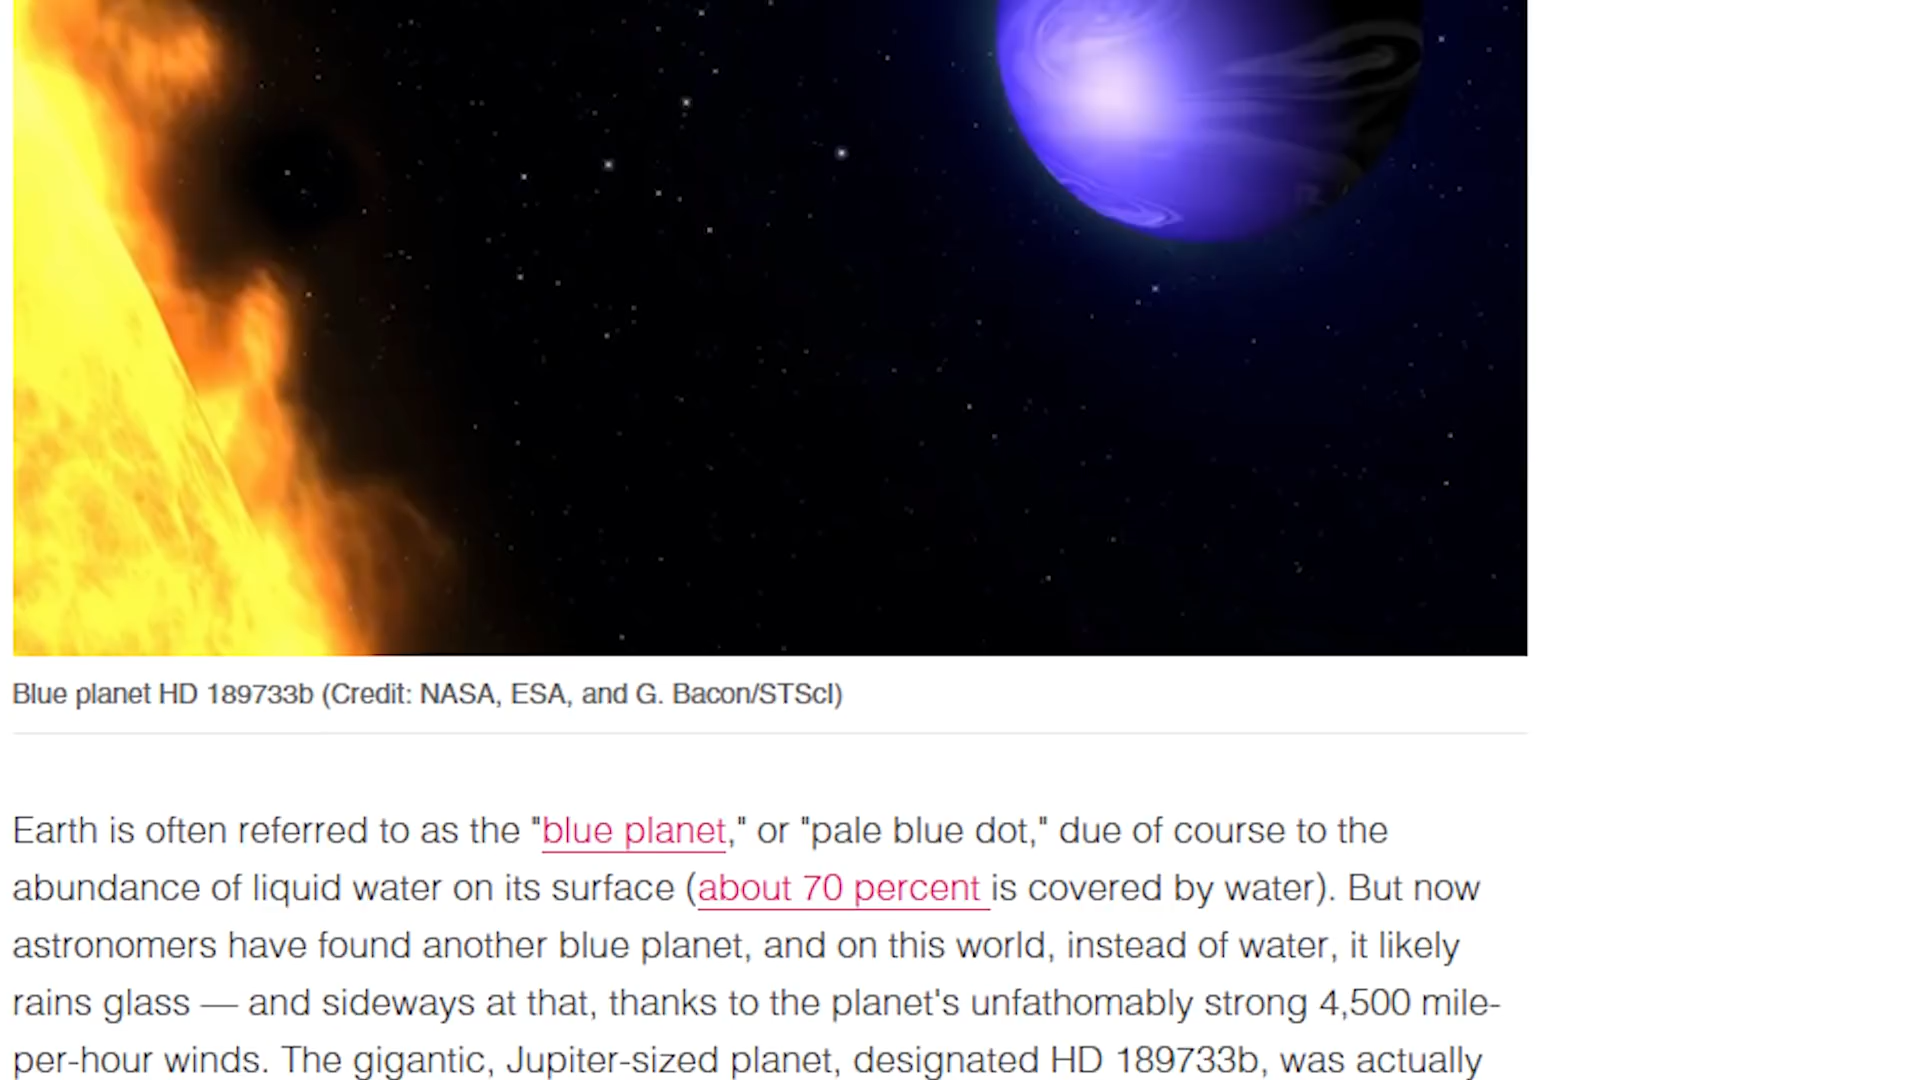 Blue planet HD 189733b (Credit: NASA, ESA, and G. Bacon/STScI)
Earth is often referred to as the "blue planet," or "pale blue dot," due of course to the
abundance of liquid water on its surface (about 70 percent is covered by water). But now
astronomers have found another blue planet, and on this world, instead of water, it likely
rains glass — and sideways at that, thanks to the planet's unfathomably strong 4,500 mile-
per-hour winds. The gigantic, Jupiter-sized planet, designated HD 189733b, was actually